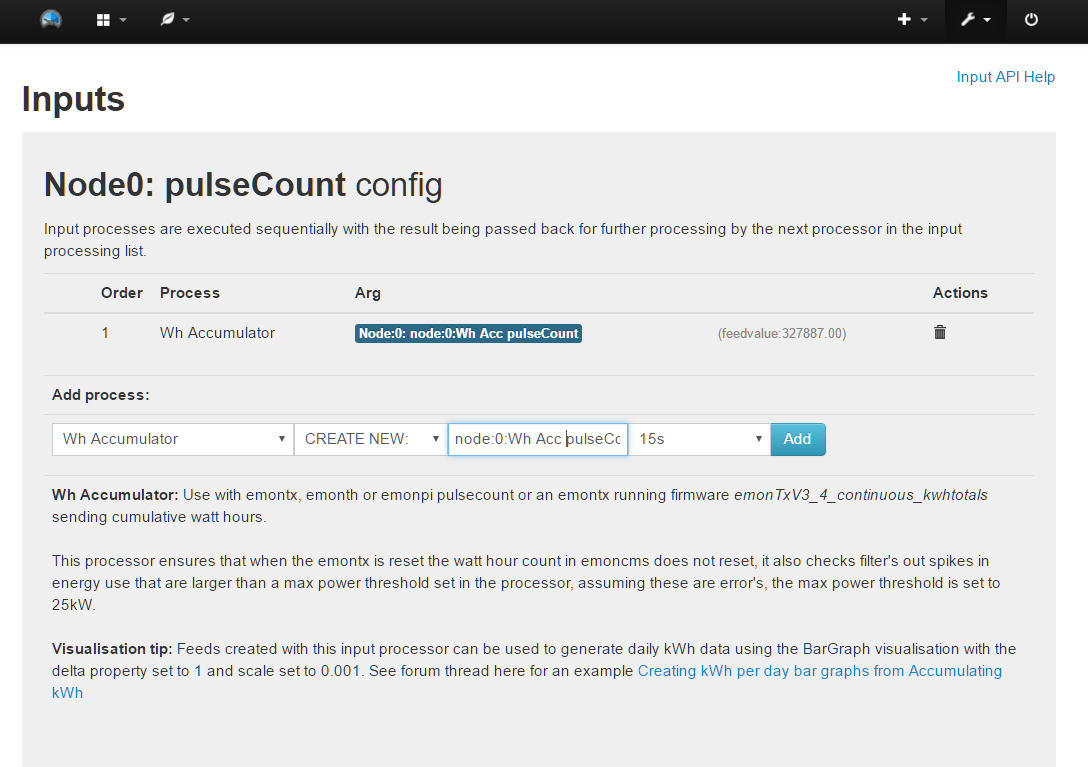 Input API Help
Inputs
Node0: pulseCount config
Input processes are executed sequentially with the result being passed back for further processing by the next processor in the input
processing list.
Order Process Arg Actions
1 Wh Accumulator Node:0: node:0:Wh Acc pulseCount (feedvalue:327887.00)
Add process:
Wh Accumulator CREATE NEW: node:0:Wh Acc pulseCc 15s Add
Wh Accumulator: Use with emontx, emonth or emonpi pulsecount or an emontx running firmware emonTxV3_4_continuous_kwhtotals
sending cumulative watt hours.
This processor ensures that when the emontx is reset the watt hour count in emoncms does not reset, it also checks filter's out spikes in
energy use that are larger than a max power threshold set in the processor, assuming these are error's, the max power threshold is set to
25kW.
Visualisation tip: Feeds created with this input processor can be used to generate daily kWh data using the BarGraph visualisation with the
delta property set to 1 and scale set to 0.001. See forum thread here for an example Creating kWh per day bar graphs from Accumulating
kWh